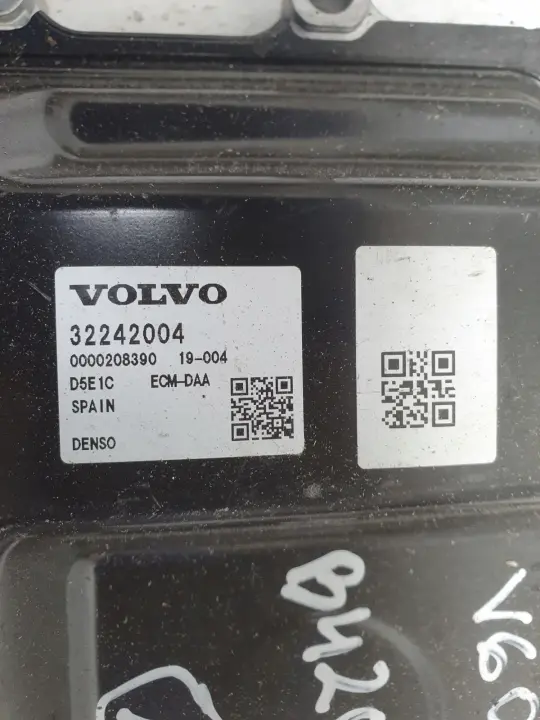 VOLVO
32242004
0000208390 19-004
D5E1C ECM-DAA
SPAIN
DENSO
V60
B420